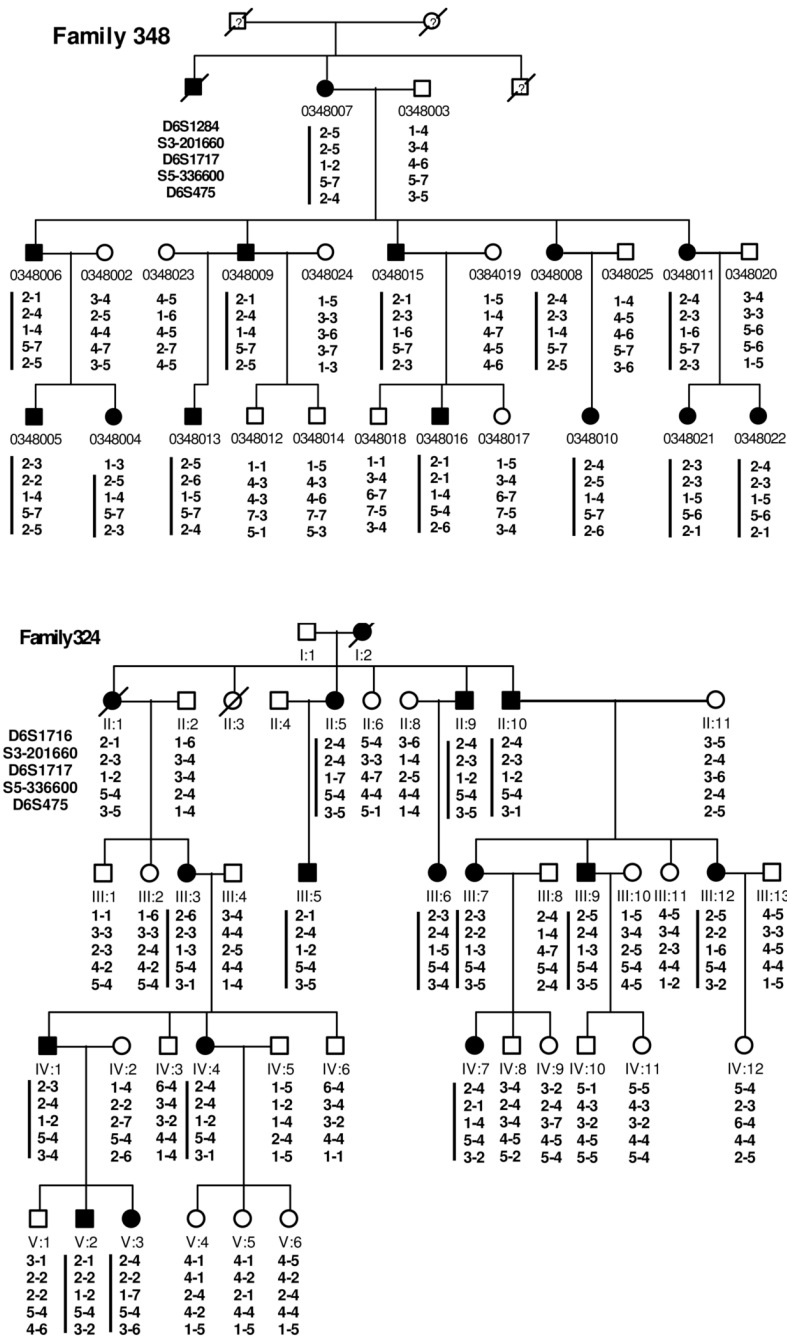 Family 348
? ?
?
0348007 0348003
D6S1284
S3-201660
D6S1717
S5-336600
D6S475
2-5 1-4
2-5 3-4
1-2 4-6
5-7 5-7
2-4 3-5
0348006 0348002 0348023 0348009 0348024 0348015 0384019 0348008 0348025 0348011 0348020
2-1 3-4 4-5 2-1 1-5 2-1 1-5 2-4 1-4 2-4 3-4
2-4 2-5 1-6 2-4 3-3 2-3 1-4 2-3 4-5 2-3 3-3
1-4 4-4 4-5 1-4 3-6 1-6 4-7 1-4 4-6 1-6 5-6
5-7 4-7 2-7 5-7 3-7 5-7 4-5 5-7 5-7 5-7 5-6
2-5 3-5 4-5 2-5 1-3 2-3 4-6 2-5 3-6 2-3 1-5
0348005 0348004 0348013 0348012 0348014 0348018 0348016 0348017 0348010 0348021 0348022
2-3 1-3 2-5 1-1 1-5 1-1 2-1 1-5 2-4 2-3 2-4
2-2 2-5 2-6 4-3 4-3 3-4 2-1 3-4 2-5 2-3 2-3
1-4 1-4 1-5 4-3 4-6 6-7 1-4 6-7 1-4 1-5 1-5
5-7 5-7 5-7 7-3 7-7 7-5 5-4 7-5 5-7 5-6 5-6
2-5 2-3 2-4 5-1 5-3 3-4 2-6 3-4 2-6 2-1 2-1
Family324
I:1 I:2
II:1 II:2 II:3 II:4 II:5 II:6 II:8 II:9 II:10 II:11
D6S1716
S3-201660
D6S1717
S5-336600
D6S475
2-1 1-6 2-4 5-4 3-6 2-4 2-4 3-5
2-3 3-4 2-4 3-3 1-4 2-3 2-3 2-4
1-2 3-4 1-7 4-7 2-5 1-2 1-2 3-6
5-4 2-4 5-4 4-4 4-4 5-4 5-4 2-4
3-5 1-4 3-5 5-1 1-4 3-5 3-1 2-5
III:1 III:2 III:3 III:4 III:5 III:6 III:7 III:8 III:9 III:10 III:11 III:12 III:13
1-1 1-6 2-6 3-4 2-1 2-3 2-3 2-4 2-5 1-5 4-5 2-5 4-5
3-3 3-3 2-3 4-4 2-4 2-4 2-2 1-4 2-4 3-4 3-4 2-2 3-3
2-3 2-4 1-3 2-5 1-2 1-5 1-3 4-7 1-3 2-5 2-3 1-6 4-5
4-2 4-2 5-4 4-4 5-4 5-4 5-4 5-4 5-4 5-4 4-4 5-4 4-4
5-4 5-4 3-1 1-4 3-5 3-4 3-5 2-4 3-5 4-5 1-2 3-2 1-5
IV:1 IV:2 IV:3 IV:4 IV:5 IV:6 IV:7 IV:8 IV:9 IV:10 IV:11 IV:12
2-3 1-4 6-4 2-4 1-5 6-4 2-4 3-4 3-2 5-1 5-5 5-4
2-4 2-2 3-4 2-4 1-2 3-4 2-1 2-4 2-4 4-3 4-3 2-3
1-2 2-7 3-2 1-2 1-4 3-2 1-4 3-4 3-7 3-2 3-2 6-4
5-4 5-4 4-4 5-4 2-4 4-4 5-4 4-5 4-5 4-5 4-5 4-4
3-4 2-6 1-4 3-1 1-5 1-1 3-2 5-2 5-4 5-5 5-4 2-5
V:1 V:2 V:3 V:4 V:5 V:6
3-1 2-1 2-4 4-1 4-1 4-5
2-2 2-2 2-2 4-1 4-2 4-2
2-2 1-2 1-7 2-4 2-1 2-4
5-4 5-4 5-4 4-2 4-4 4-4
4-6 3-2 3-6 1-5 1-5 1-5